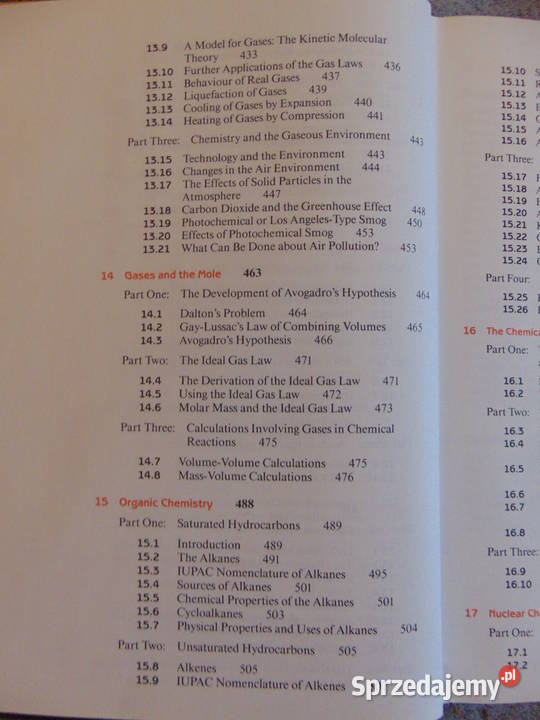 13.9 A Model for Gases: The Kinetic Molecular
Theory 433
13.10 Further Applications of the Gas Laws 436
13.11 Behaviour of Real Gases 437
13.12 Liquefaction of Gases 439
13.13 Cooling of Gases by Expansion 440
13.14 Heating of Gases by Compression 441
Part Three: Chemistry and the Gaseous Environment 443
13.15 Technology and the Environment 443
13.16 Changes in the Air Environment 444
13.17 The Effects of Solid Particles in the
Atmosphere 447
13.18 Carbon Dioxide and the Greenhouse Effect 448
13.19 Photochemical or Los Angeles-Type Smog 450
13.20 Effects of Photochemical Smog 453
13.21 What Can Be Done about Air Pollution? 453
14 Gases and the Mole 463
Part One: The Development of Avogadro's Hypothesis 464
14.1 Dalton's Problem 464
14.2 Gay-Lussac's Law of Combining Volumes 465
14.3 Avogadro's Hypothesis 466
Part Two: The Ideal Gas Law 471
14.4 The Derivation of the Ideal Gas Law 471
14.5 Using the Ideal Gas Law 472
14.6 Molar Mass and the Ideal Gas Law 473
Part Three: Calculations Involving Gases in Chemical
Reactions 475
14.7 Volume-Volume Calculations 475
14.8 Mass-Volume Calculations 476
15 Organic Chemistry 488
Part One: Saturated Hydrocarbons 489
15.1 Introduction 489
15.2 The Alkanes 491
15.3 IUPAC Nomenclature of Alkanes 495
15.4 Sources of Alkanes 501
15.5 Chemical Properties of the Alkanes 501
15.6 Cycloalkanes 503
15.7 Physical Properties and Uses of Alkanes 504
Part Two: Unsaturated Hydrocarbons 505
15.8 Alkenes 505
15.9 IUPAC Nomenclature of Alkenes
15.10
15.11
15.12
15.13
15.14
15.15
15.16
Part Three:
15.17
15.18
15.19
15.20
15.21
15.22
15.23
15.24
Part Four:
15.25
15.26
16 The Chemica
Part One:
16.1
16.2
Part Two:
16.3
16.4
16.5
16.6
16.7
16.8
Part Three:
16.9
16.10
17 Nuclear Ch
Part One:
17.1
17.2
Sprzedajemy.pl